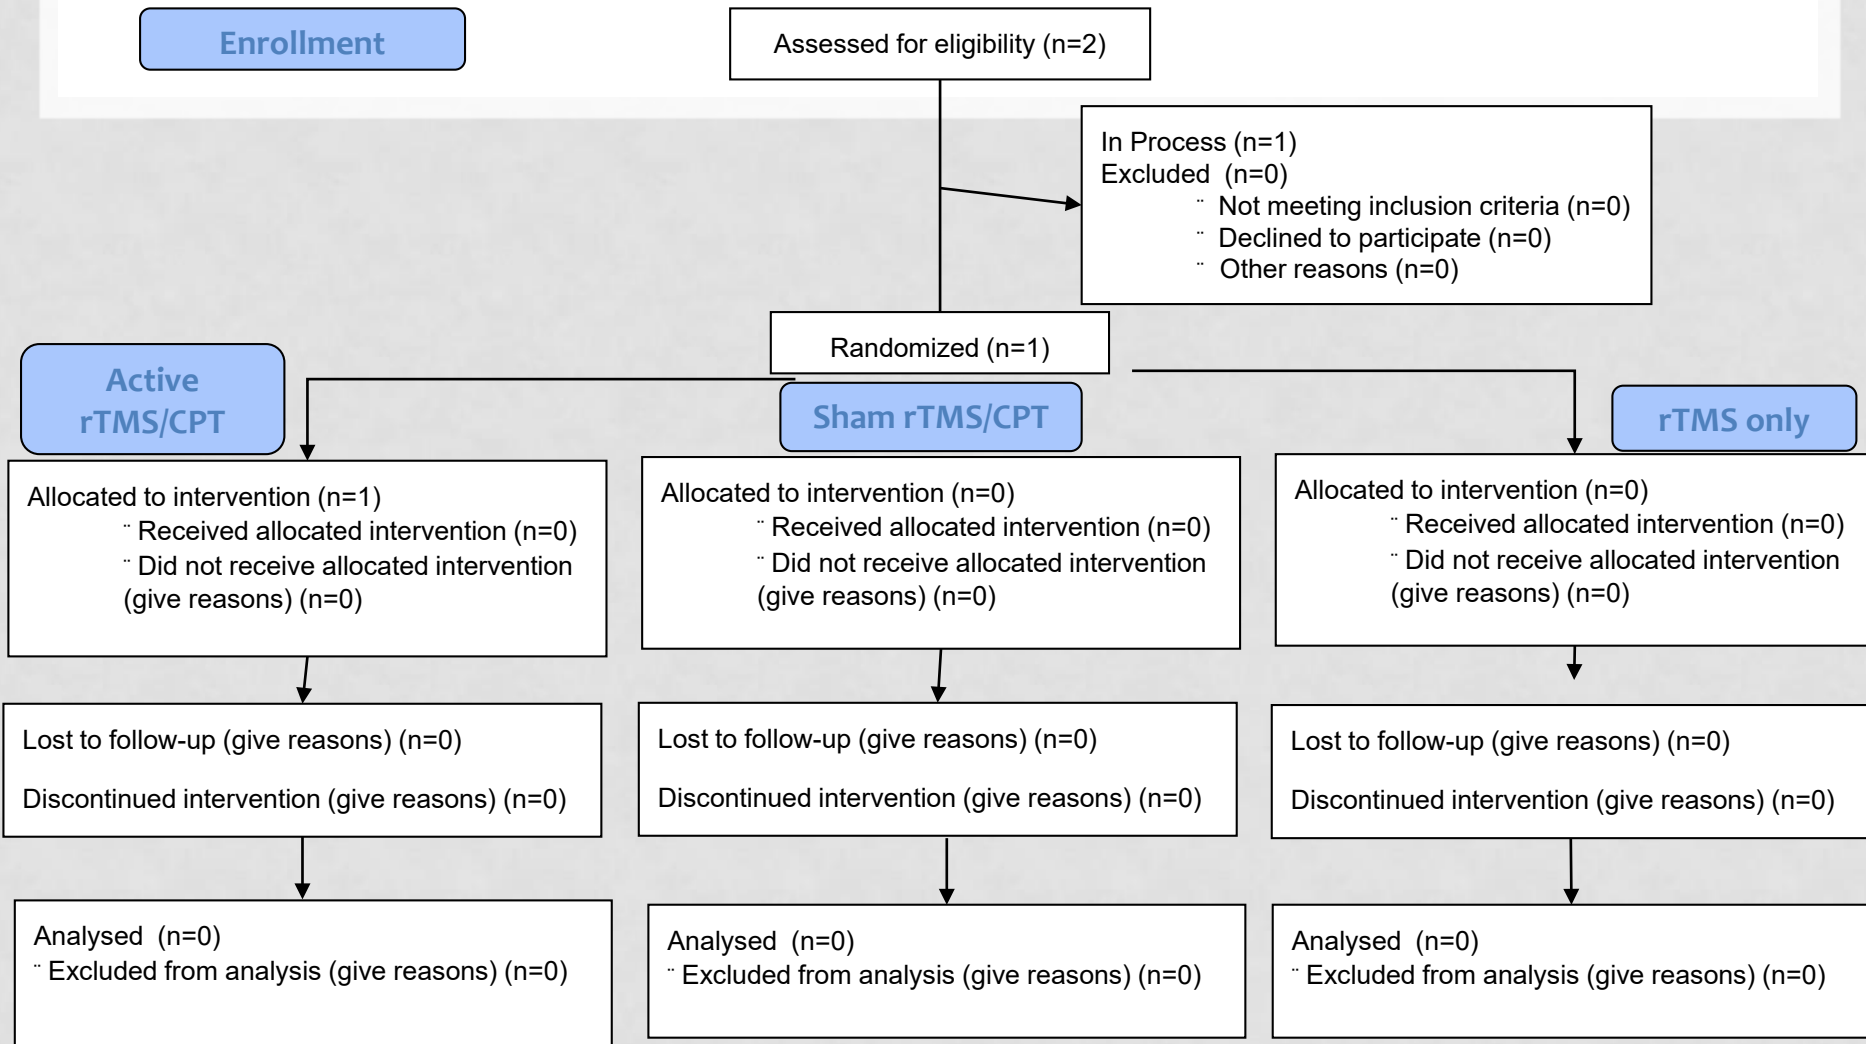 Enrollment
Assessed for eligibility (n=2)
In Process (n=1)
Excluded  (n=0)
¨ Not meeting inclusion criteria (n=0)
¨ Declined to participate (n=0)
¨ Other reasons (n=0)
Randomized (n=1)
Active
rTMS/CPT
Sham rTMS/CPT
rTMS only
Allocated to intervention (n=1)
¨ Received allocated intervention (n=0)
¨ Did not receive allocated intervention
(give reasons) (n=0)
Allocated to intervention (n=0)
¨ Received allocated intervention (n=0)
¨ Did not receive allocated intervention
(give reasons) (n=0)
Allocated to intervention (n=0)
¨ Received allocated intervention (n=0)
¨ Did not receive allocated intervention
(give reasons) (n=0)
Lost to follow-up (give reasons) (n=0)
Discontinued intervention (give reasons) (n=0)
Lost to follow-up (give reasons) (n=0)
Discontinued intervention (give reasons) (n=0)
Lost to follow-up (give reasons) (n=0)
Discontinued intervention (give reasons) (n=0)
Analysed  (n=0)
¨ Excluded from analysis (give reasons) (n=0)
Analysed  (n=0)
¨ Excluded from analysis (give reasons) (n=0)
Analysed  (n=0)
¨ Excluded from analysis (give reasons) (n=0)